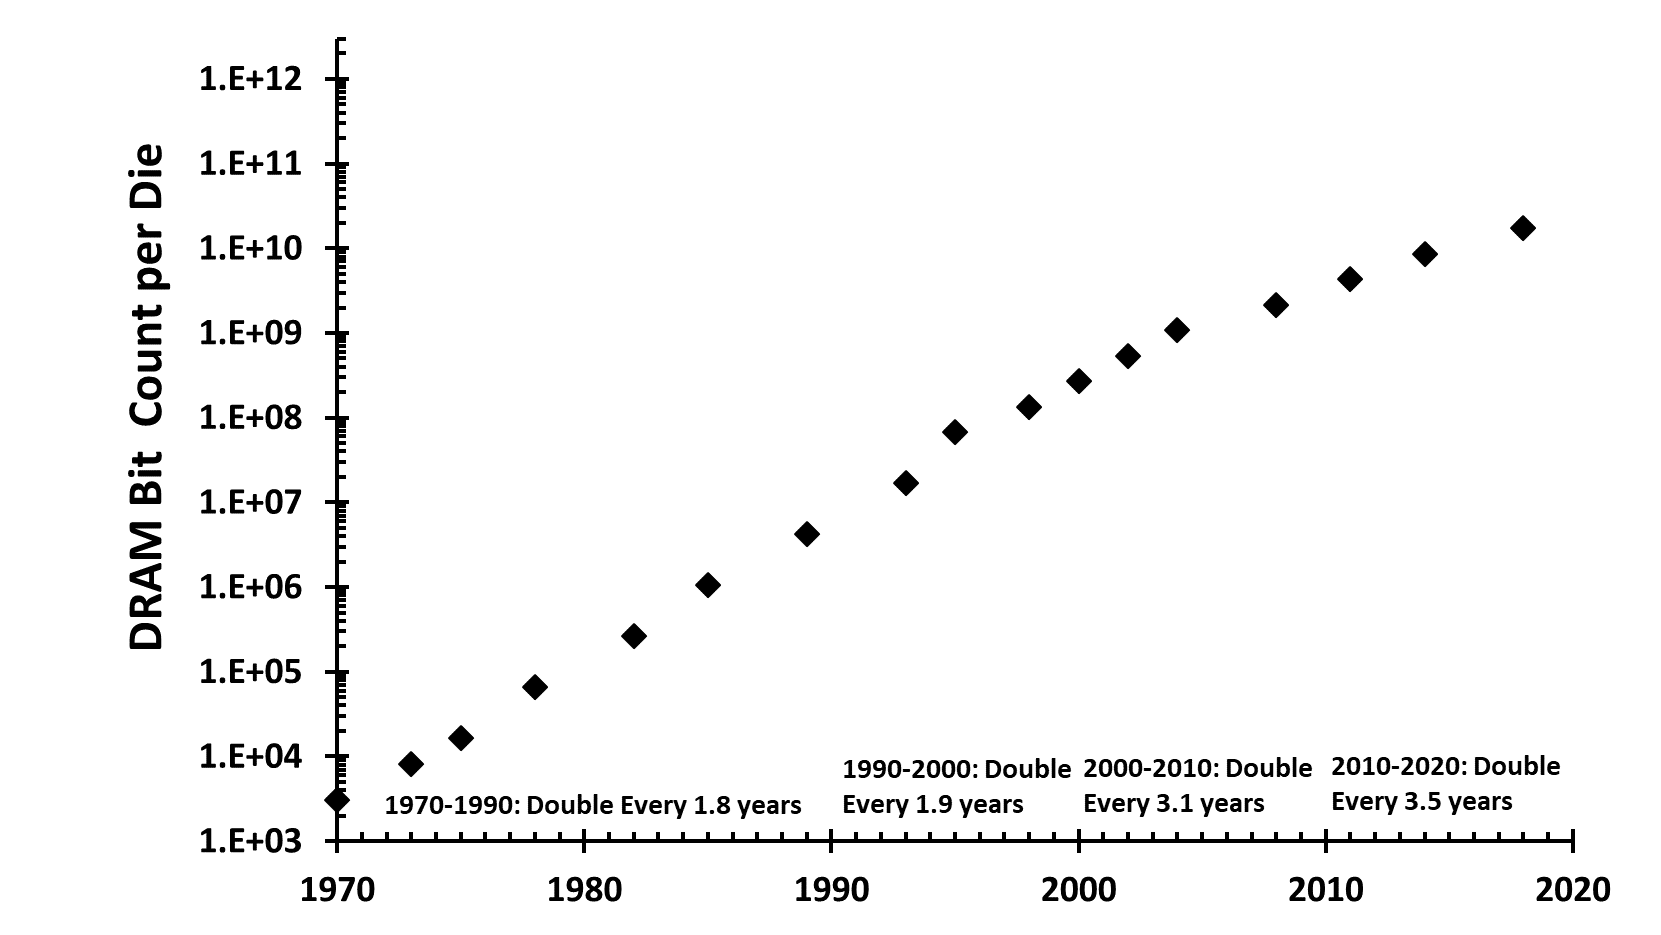 DRAM Bit Count per Die
1.E+12
1.E+11
1.E+10
1.E+09
1.E+08
1.E+07
1.E+06
1.E+05
1.E+04
1.E+03
1970-1990: Double Every 1.8 years
1990-2000: Double
Every 1.9 years
2000-2010: Double
Every 3.1 years
2010-2020: Double
Every 3.5 years
1970
1980
1990
2000
2010
2020